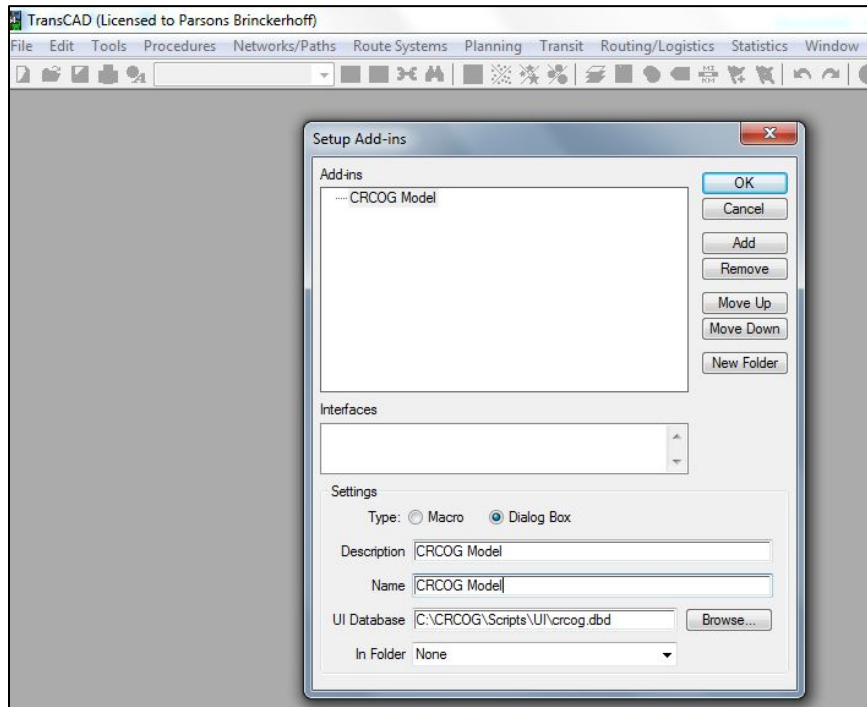 TransCAD (Licensed to Parsons Brinckerhoff)
File Edit Tools Procedures Networks/Paths Route Systems Planning Transit Routing/Logistics Statistics Window
Setup Add-ins
Add-ins
CRCOG Model
OK
Cancel
Add
Remove
Move Up
Move Down
New Folder
Interfaces
Settings
Type: Macro Dialog Box
Description CRCOG Model
Name CRCOG Model
UI Database C:\CRCOG\Scripts\UI\crcog.dbd Browse...
In Folder None